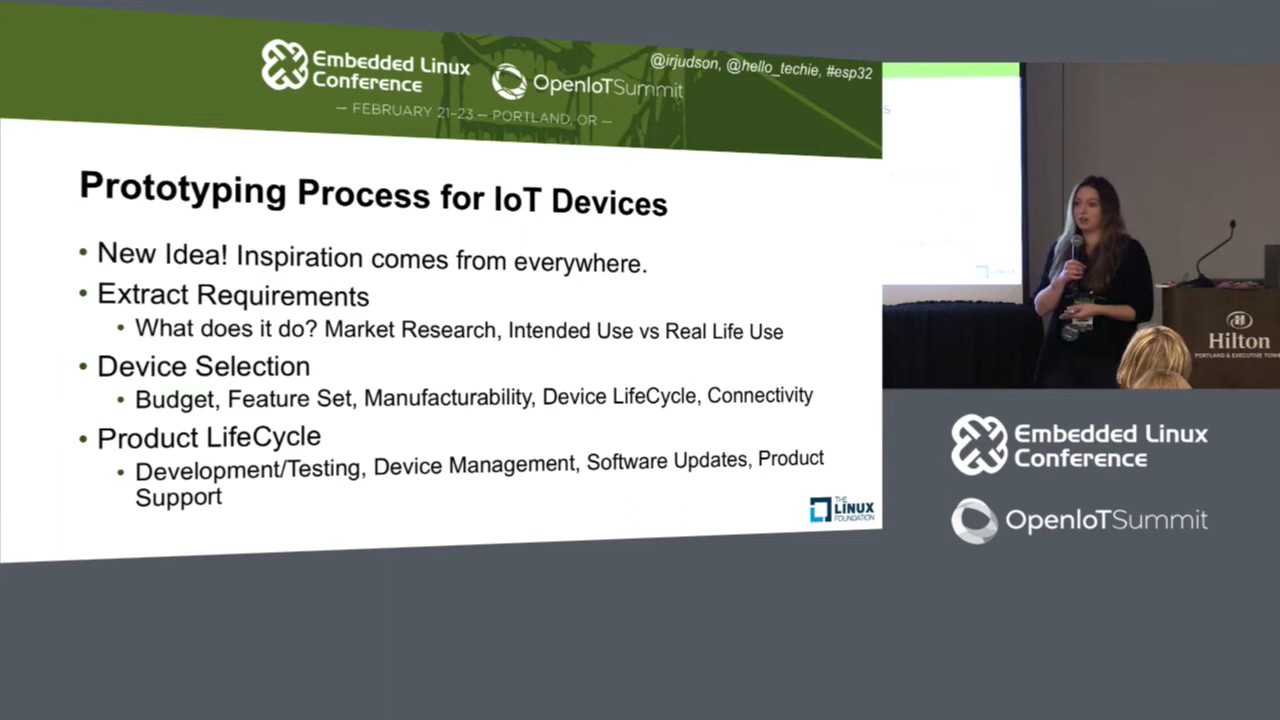 Embedded Linux
Conference
OpenIoTSummit
@irjudson, @hello_techie, #esp32
— FEBRUARY 21-23 — PORTLAND, OR —
Prototyping Process for IoT Devices
• New Idea! Inspiration comes from everywhere.
• Extract Requirements
• What does it do? Market Research, Intended Use vs Real Life Use
• Device Selection
• Budget, Feature Set, Manufacturability, Device LifeCycle, Connectivity
• Product LifeCycle
• Development/Testing, Device Management, Software Updates, Product
Support
THE
LINUX
FOUNDATION
Hilton
PORTLAND & EXECUTIVE TOWER
Embedded Linux
Conference
OpenIoTSummit